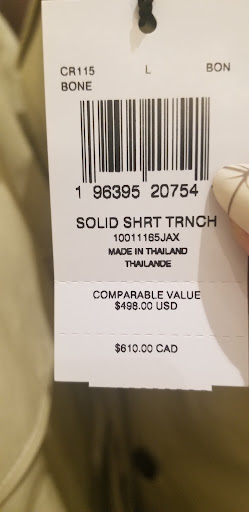 CR115 L BON
BONE
1 96395 20754
SOLID SHRT TRNCH
10011165JAX
MADE IN THAILAND
THAILANDE
COMPARABLE VALUE
$498.00 USD
$610.00 CAD